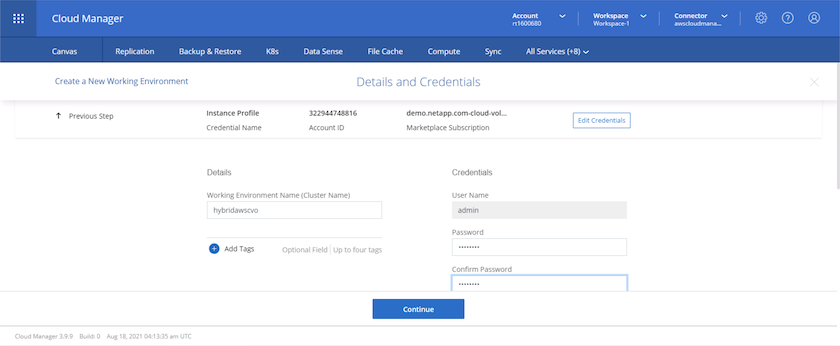 Cloud Manager
Account
rt1600680
Workspace
Workspace-1
Connector
awscloudmana...
Canvas Replication Backup & Restore K8s Data Sense File Cache Compute Sync All Services (+8)
Create a New Working Environment
Details and Credentials
Previous Step
Instance Profile
Credential Name
322944748816
Account ID
demo.netapp.com-cloud-vol...
Marketplace Subscription
Edit Credentials
Details
Working Environment Name (Cluster Name)
hybridawscvo
Add Tags
Optional Field | Up to four tags
Credentials
User Name
admin
Password
••••••••
Confirm Password
••••••••
Continue
Cloud Manager 3.9.9 Build: 0 Aug 18, 2021 04:13:35 am UTC